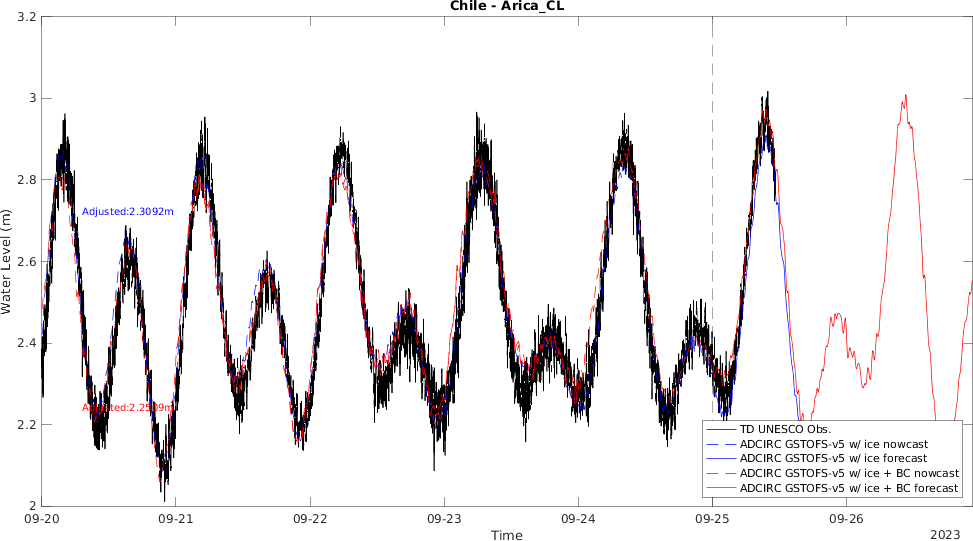 Chile - Arica_CL
3.2
3
2.8
2.6
2.4
2.2
2
Water Level (m)
Adjusted:2.3092m
Adjusted:2.2509m
TD UNESCO Obs.
ADCIRC GSTOFS-v5 w/ ice nowcast
ADCIRC GSTOFS-v5 w/ ice forecast
ADCIRC GSTOFS-v5 w/ ice + BC nowcast
ADCIRC GSTOFS-v5 w/ ice + BC forecast
09-20 09-21 09-22 09-23 09-24 09-25 09-26
Time
2023